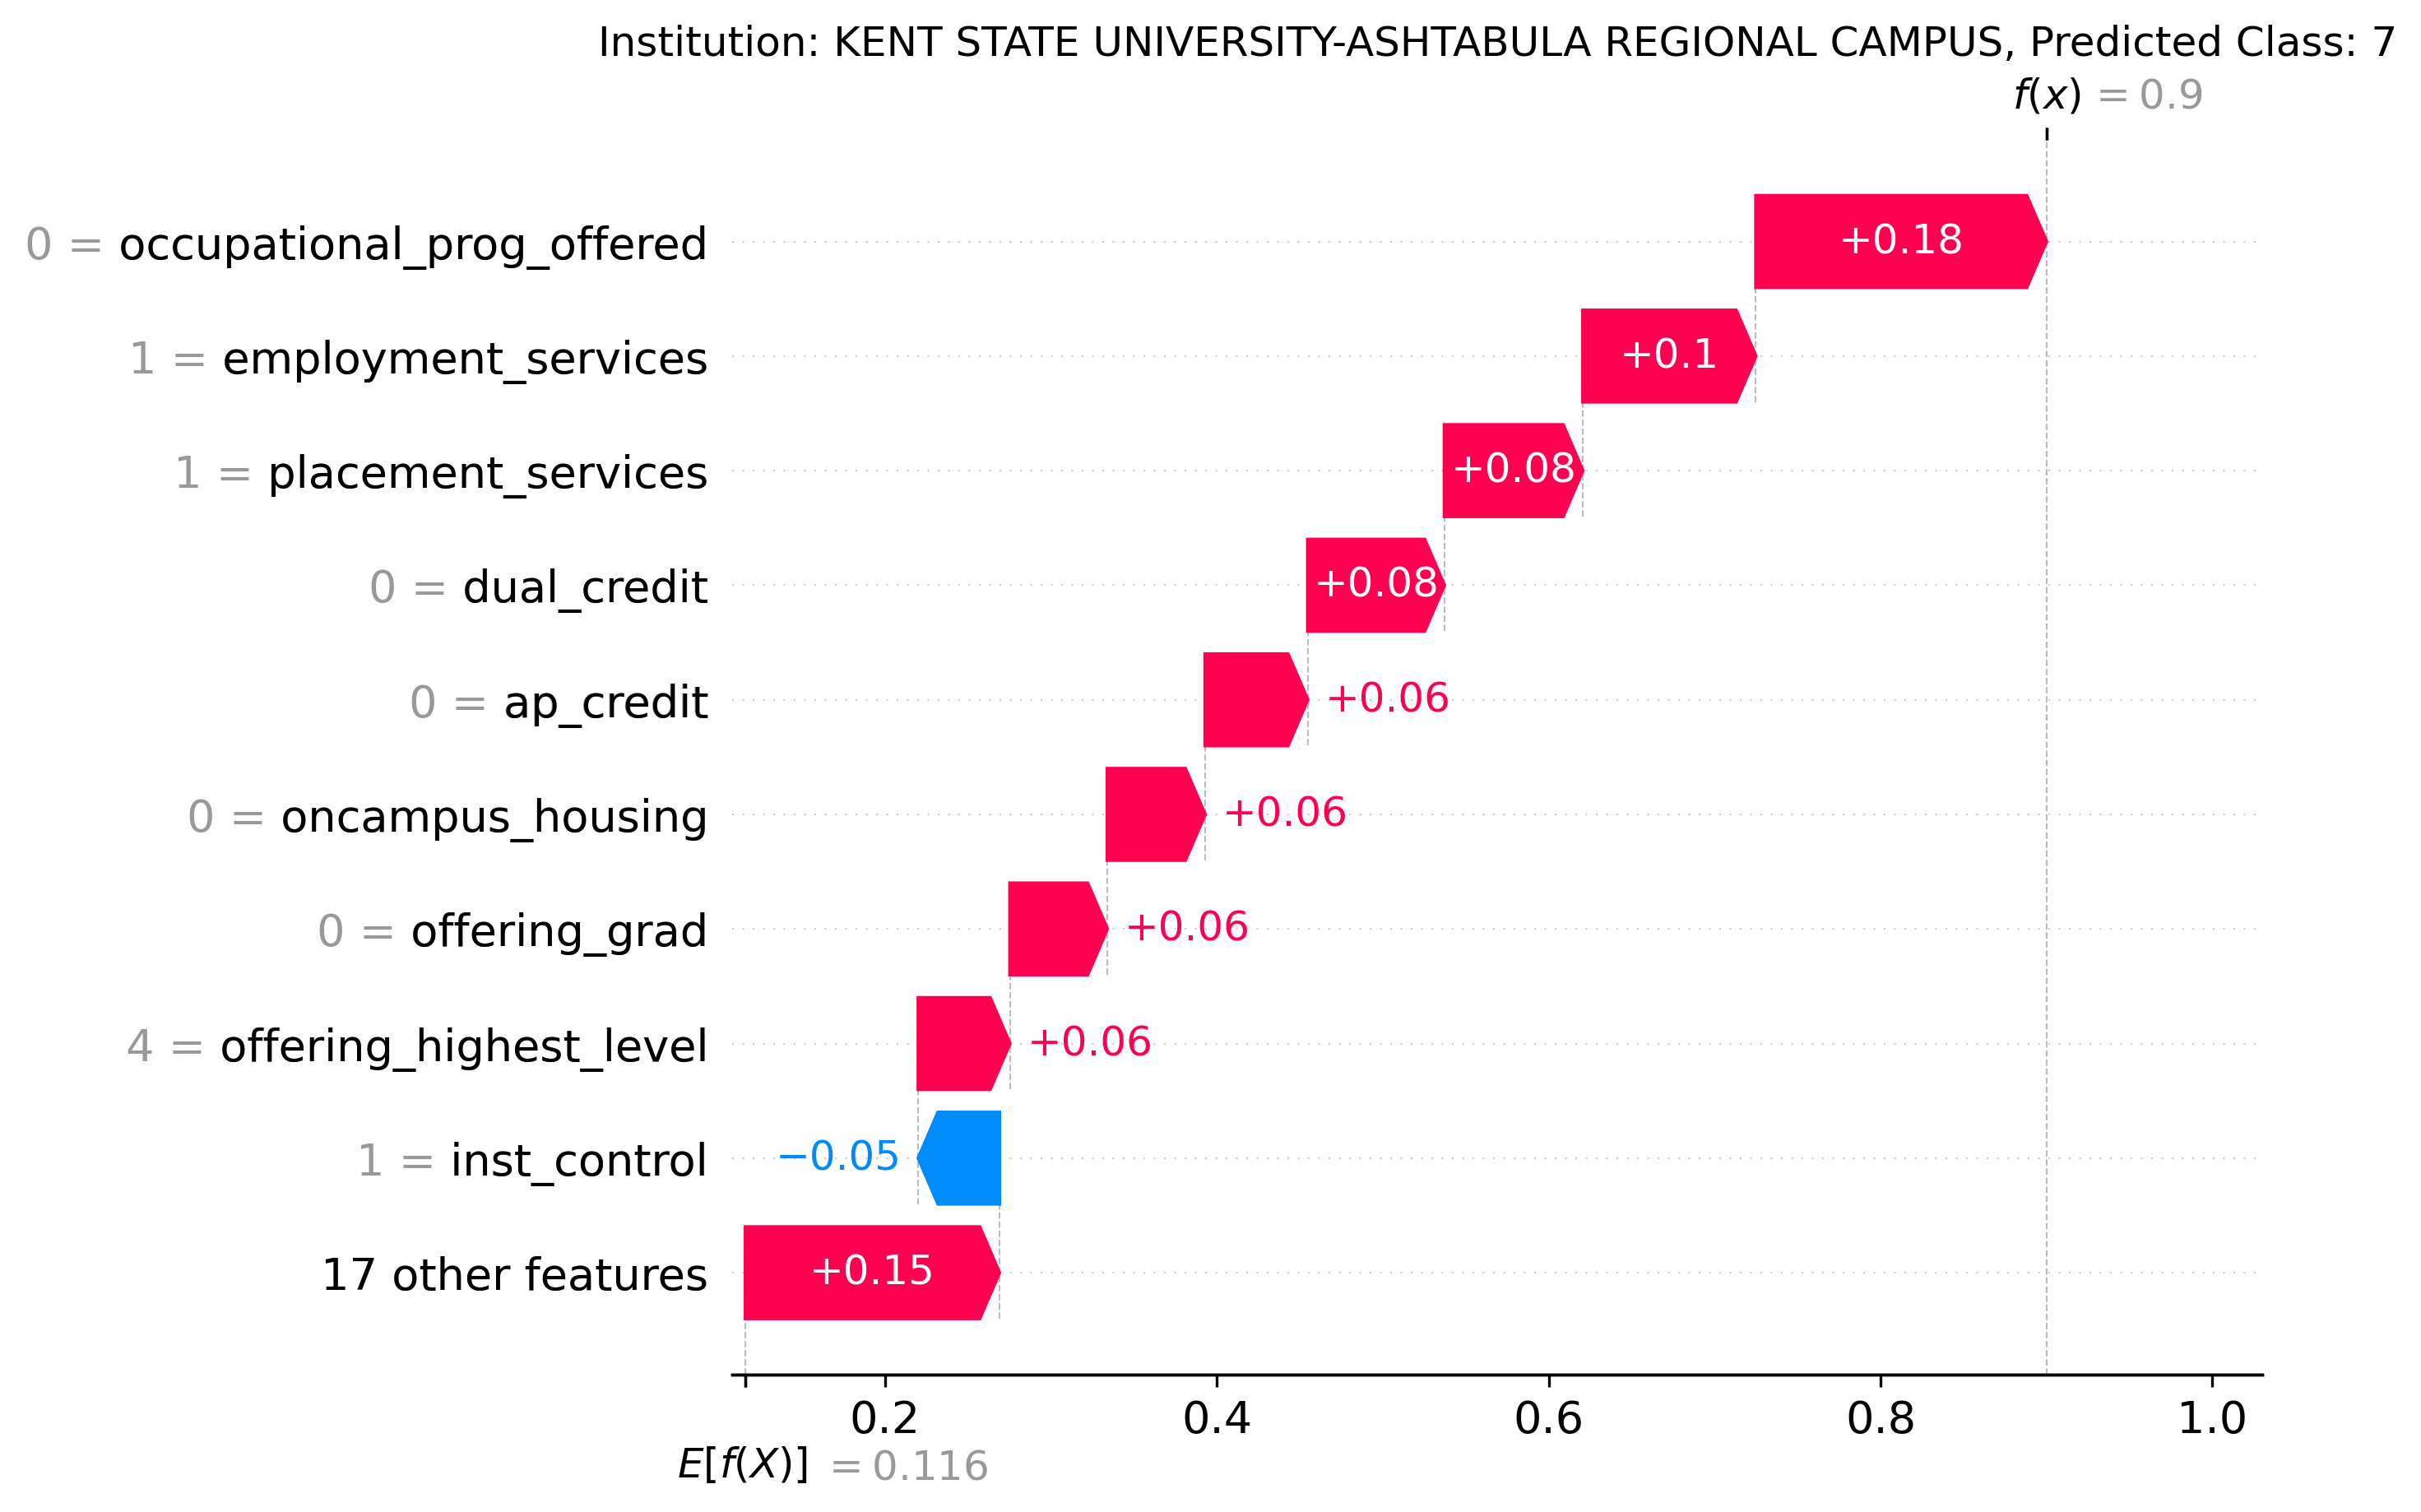 Institution: KENT STATE UNIVERSITY-ASHTABULA REGIONAL CAMPUS, Predicted Class: 7
f(x) = 0.9
0 = occupational_prog_offered +0.18
1 = employment_services +0.1
1 = placement_services +0.08
0 = dual_credit +0.08
0 = ap_credit +0.06
0 = oncampus_housing +0.06
0 = offering_grad +0.06
4 = offering_highest_level +0.06
1 = inst_control −0.05
17 other features +0.15
0.2 0.4 0.6 0.8 1.0
E[f(X)] = 0.116